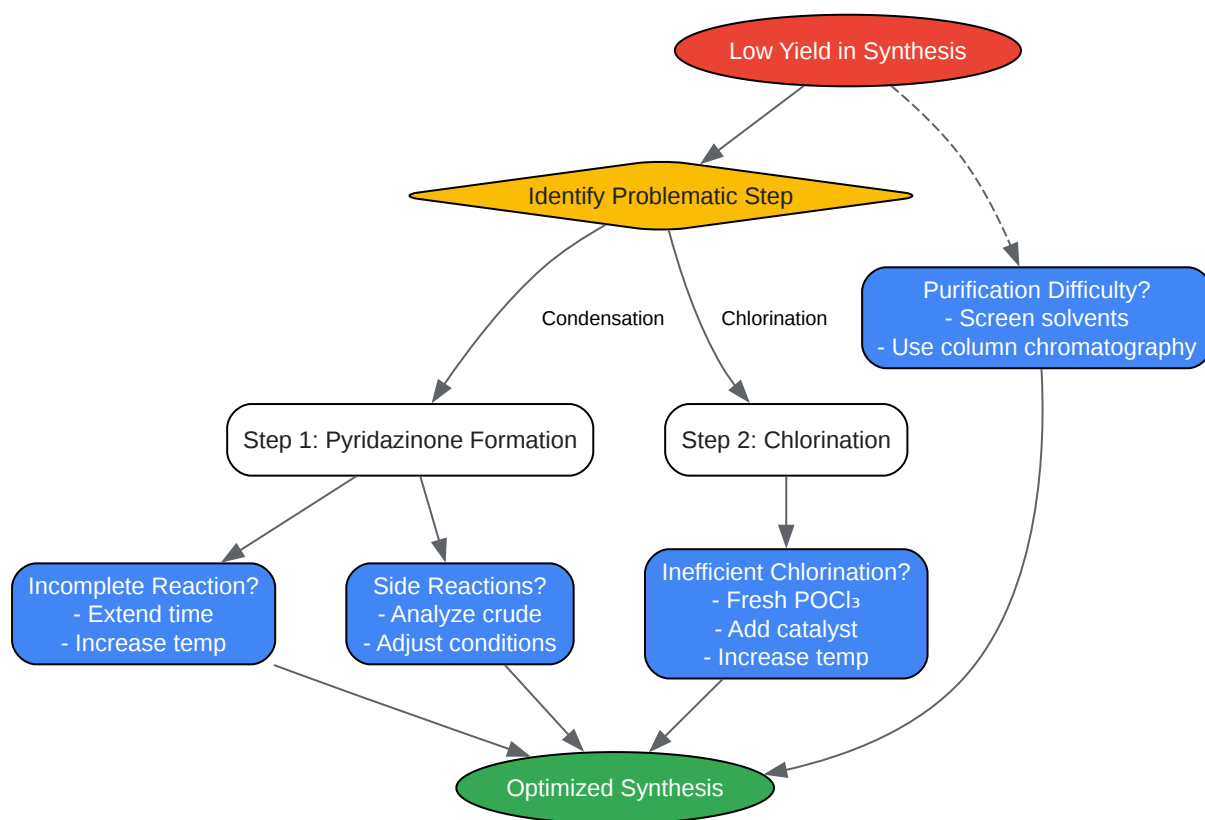 Low Yield in Synthesis
Identify Problematic Step
Purification Difficulty?
- Screen solvents
- Use column chromatography
Condensation
Chlorination
Step 1: Pyridazinone Formation
Step 2: Chlorination
Incomplete Reaction?
- Extend time
- Increase temp
Side Reactions?
- Analyze crude
- Adjust conditions
Inefficient Chlorination?
- Fresh POCl₃
- Add catalyst
- Increase temp
Optimized Synthesis